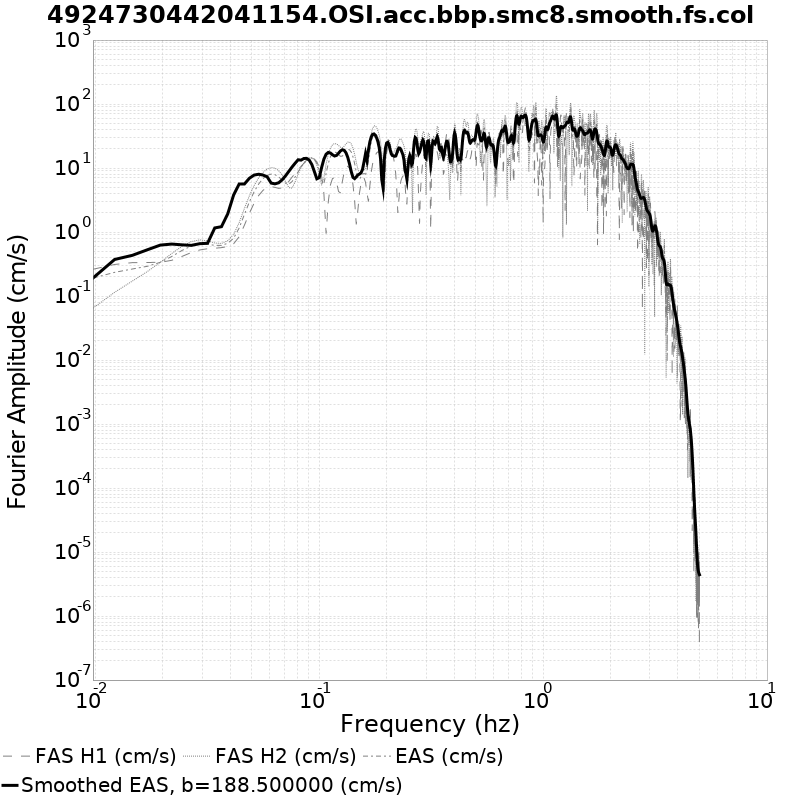 4924730442041154.OSI.acc.bbp.smc8.smooth.fs.col
10^3
10^2
10^1
10^0
10^-1
10^-2
10^-3
10^-4
10^-5
10^-6
10^-7
Fourier Amplitude (cm/s)
10^-2 10^-1 10^0 10^1
Frequency (hz)
FAS H1 (cm/s) FAS H2 (cm/s) EAS (cm/s)
Smoothed EAS, b=188.500000 (cm/s)